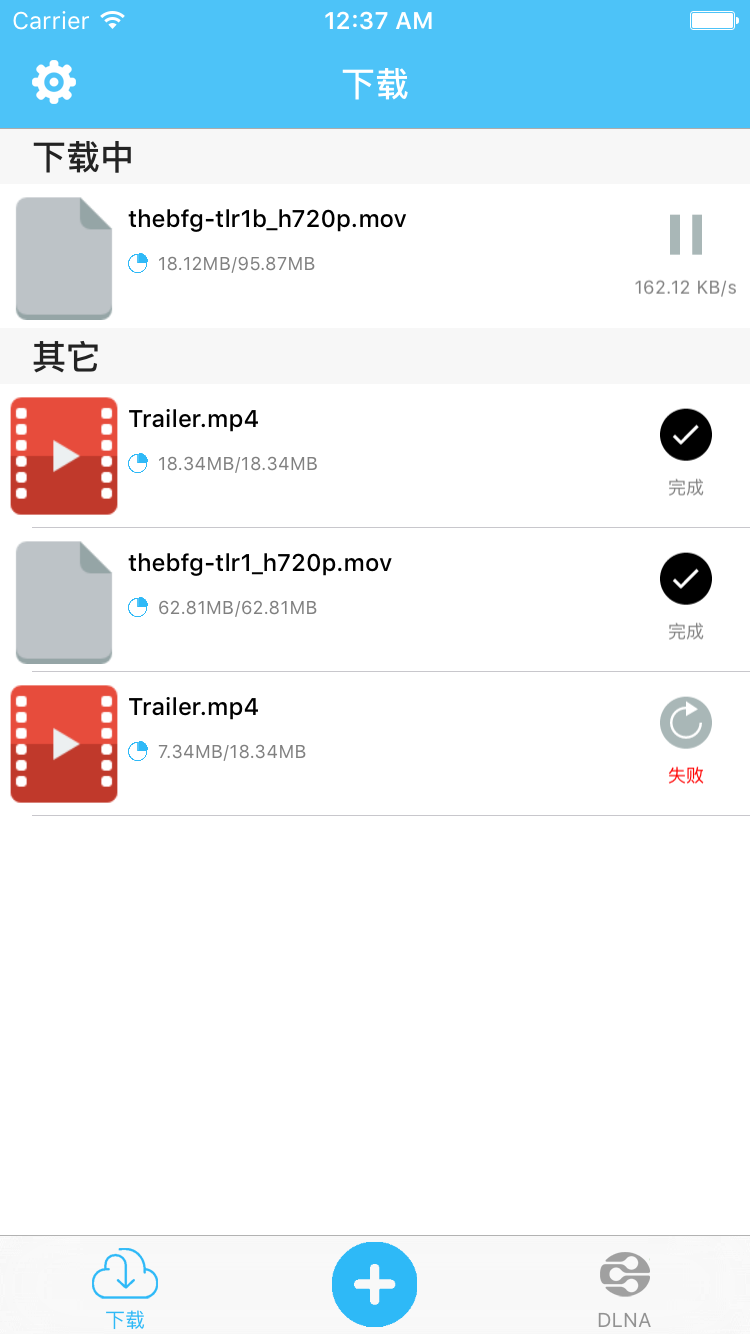 Carrier 12:37 AM
下载
下载中
thebfg-tlr1b_h720p.mov
18.12MB/95.87MB
162.12 KB/s
其它
Trailer.mp4
18.34MB/18.34MB
完成
thebfg-tlr1_h720p.mov
62.81MB/62.81MB
完成
Trailer.mp4
7.34MB/18.34MB
失败
下载
DLNA